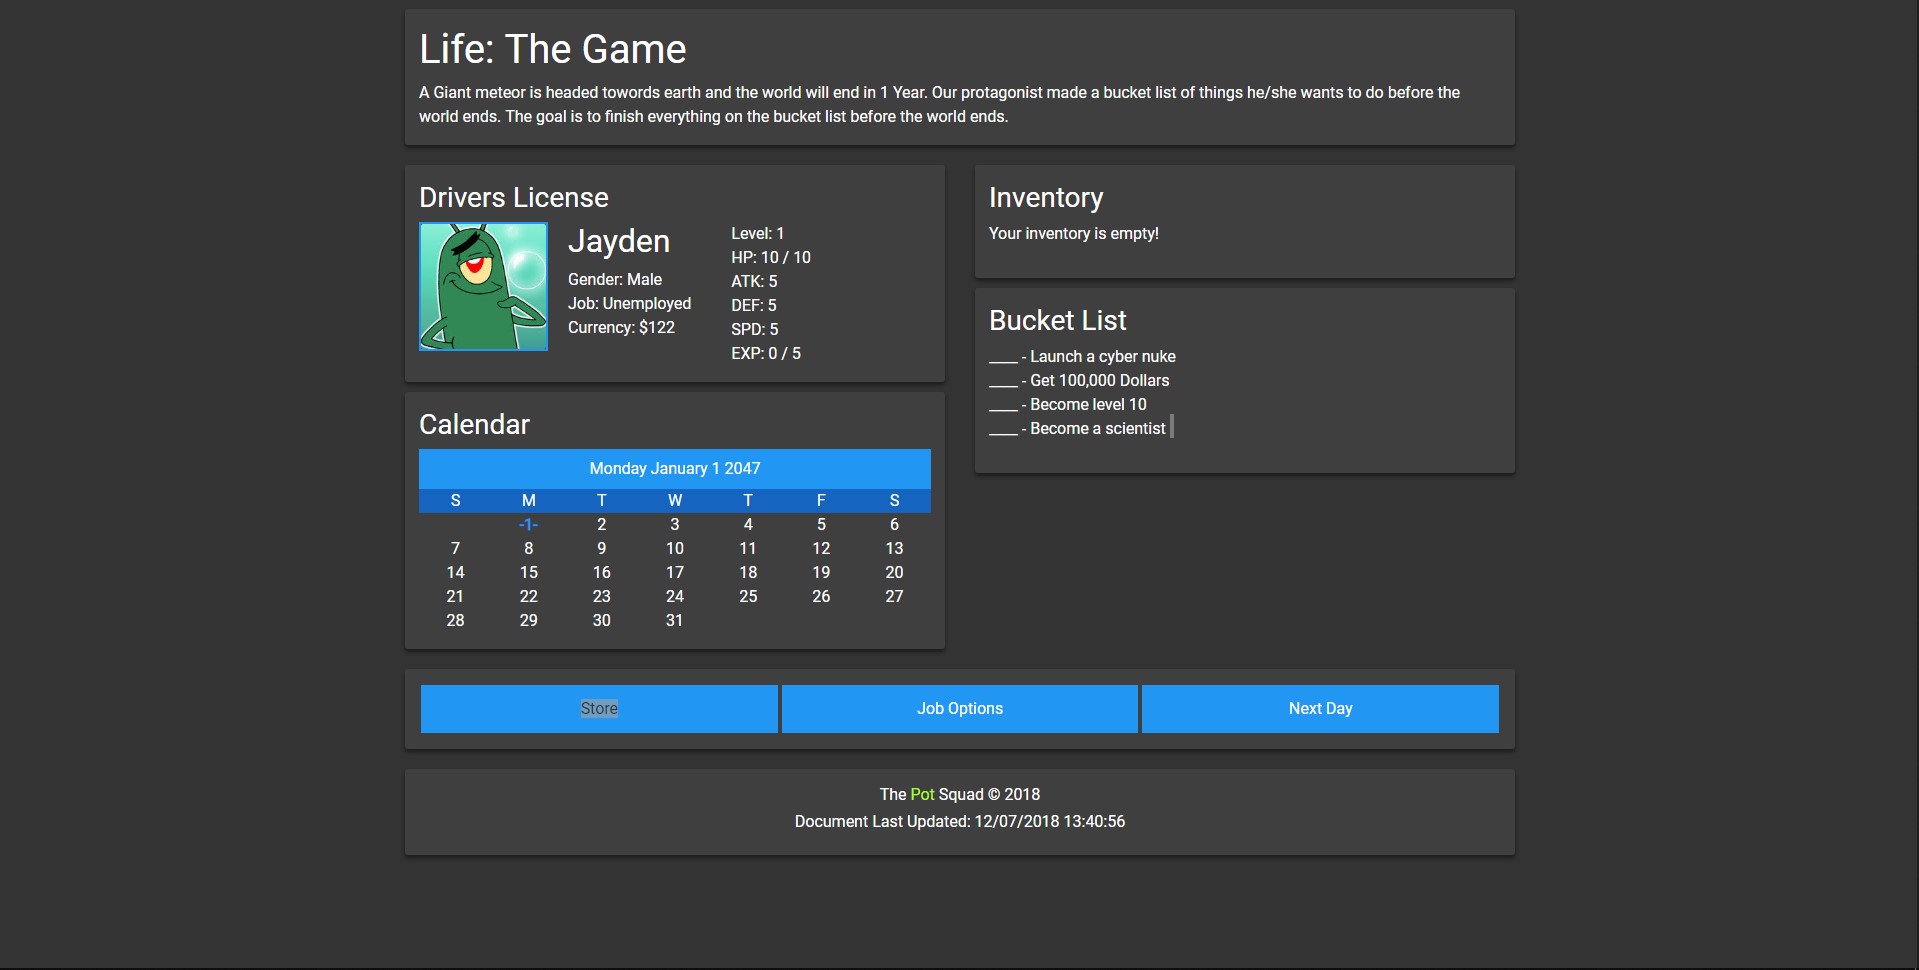 Life: The Game
A Giant meteor is headed towords earth and the world will end in 1 Year. Our protagonist made a bucket list of things he/she wants to do before the
world ends. The goal is to finish everything on the bucket list before the world ends.
Drivers License
Jayden
Gender: Male
Job: Unemployed
Currency: $122
Level: 1
HP: 10 / 10
ATK: 5
DEF: 5
SPD: 5
EXP: 0 / 5
Inventory
Your inventory is empty!
Bucket List
____ - Launch a cyber nuke
____ - Get 100,000 Dollars
____ - Become level 10
____ - Become a scientist
Calendar
Monday January 1 2047
S M T W T F S
-1- 2 3 4 5 6
7 8 9 10 11 12 13
14 15 16 17 18 19 20
21 22 23 24 25 26 27
28 29 30 31
Store Job Options Next Day
The Pot Squad © 2018
Document Last Updated: 12/07/2018 13:40:56